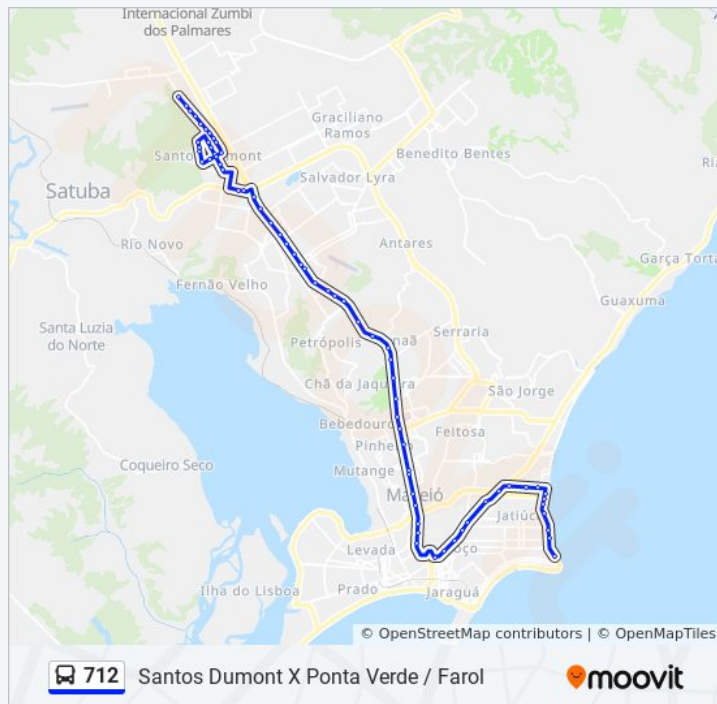 Internacional Zumbi
dos Palmares
Graciliano
Ramos
Benedito Bentes
Salvador Lyra
Satuba
Rio Novo
Antares
Fernão Velho
Garça Torta
Guaxuma
Santa Luzia
do Norte
Serraria
Petrópolis
Chã da Jaqueira
São Jorge
Bebedouro
Feitosa
Pinheiro
Coqueiro Seco
Mutange
Maceió
Jatiúca
Levada
Poço
Ilha do Lisboa
Prado
Jaraguá
© OpenStreetMap contributors | © OpenMapTiles
712 Santos Dumont X Ponta Verde / Farol
moovit